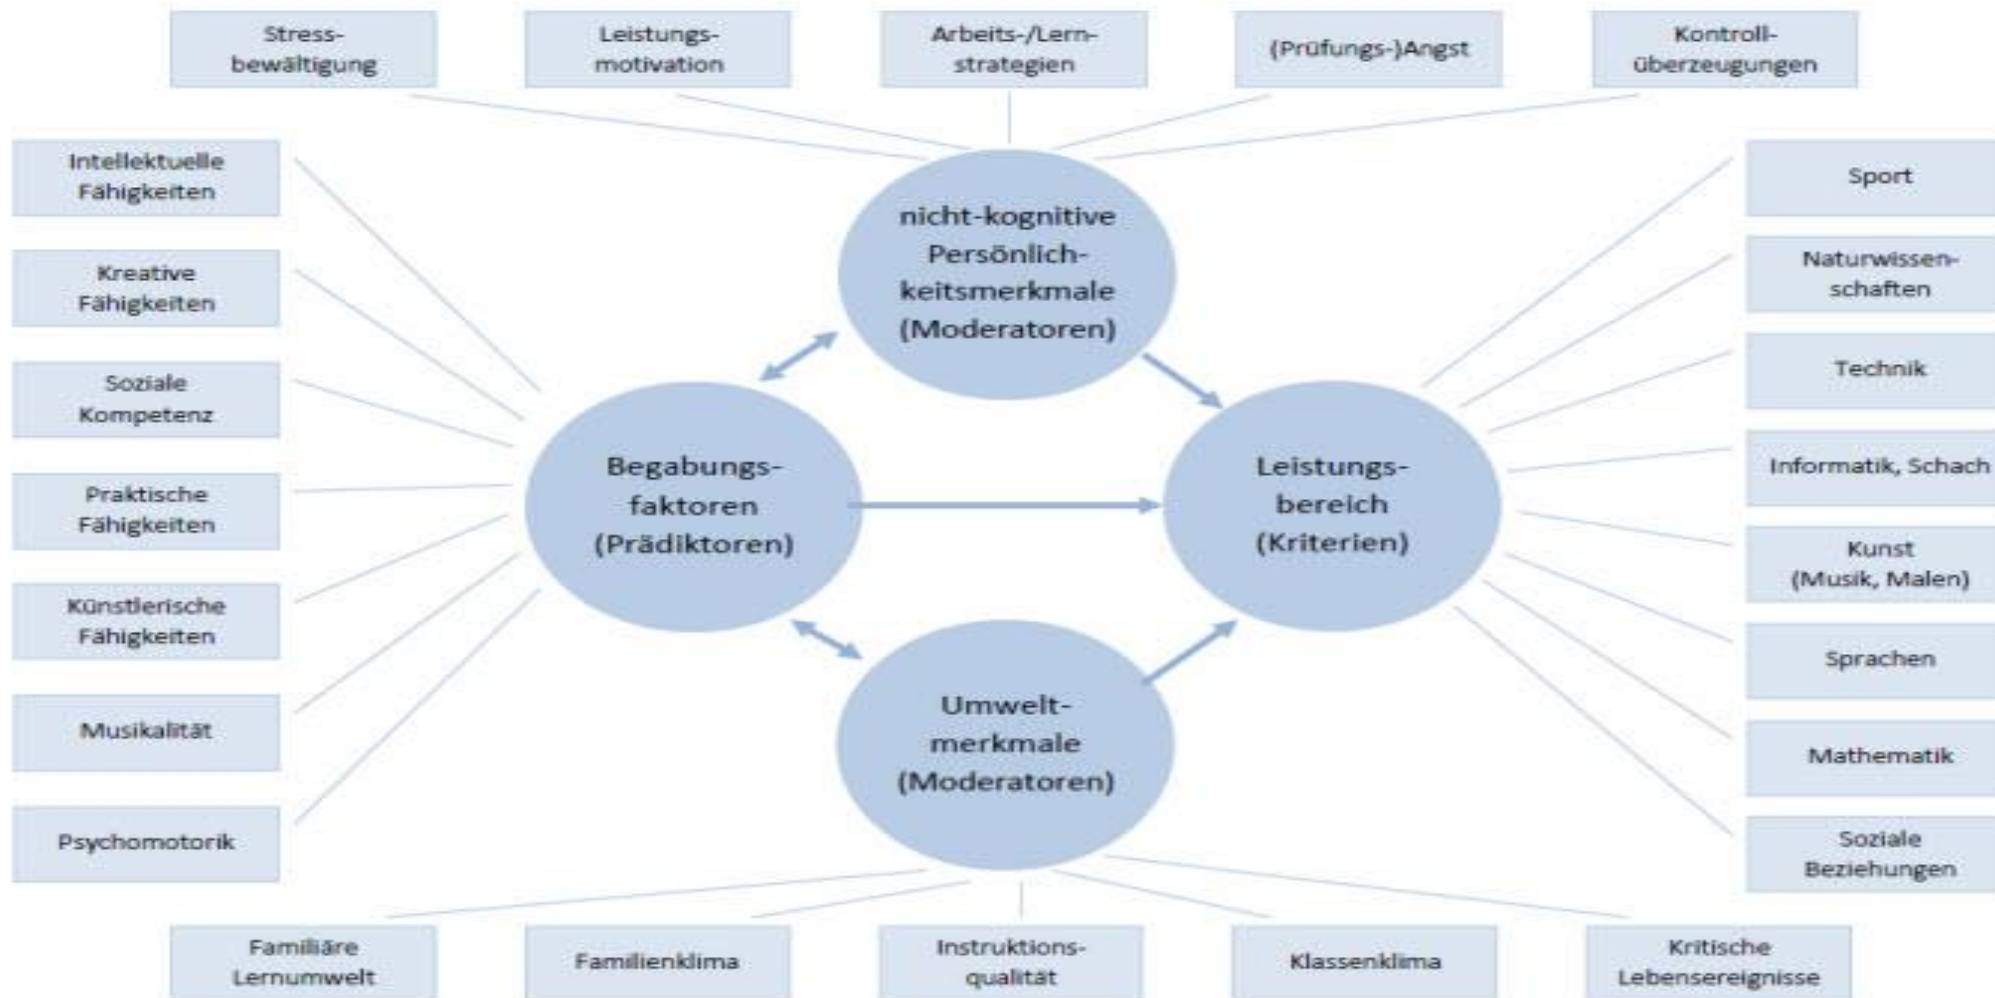 Stress-
bewältigung
Leistungs-
motivation
Arbeits-/Lern-
strategien
(Prüfungs-)Angst
Kontroll-
überzeugungen
Intellektuelle
Fähigkeiten
Kreative
Fähigkeiten
Soziale
Kompetenz
Praktische
Fähigkeiten
Künstlerische
Fähigkeiten
Musikalität
Psychomotorik
nicht-kognitive
Persönlich-
keitsmerkmale
(Moderatoren)
Begabungs-
faktoren
(Prädiktoren)
Leistungs-
bereich
(Kriterien)
Umwelt-
merkmale
(Moderatoren)
Sport
Naturwissen-
schaften
Technik
Informatik, Schach
Kunst
(Musik, Malen)
Sprachen
Mathematik
Soziale
Beziehungen
Familiäre
Lernumwelt
Familienklima
Instruktions-
qualität
Klassenklima
Kritische
Lebensereignisse